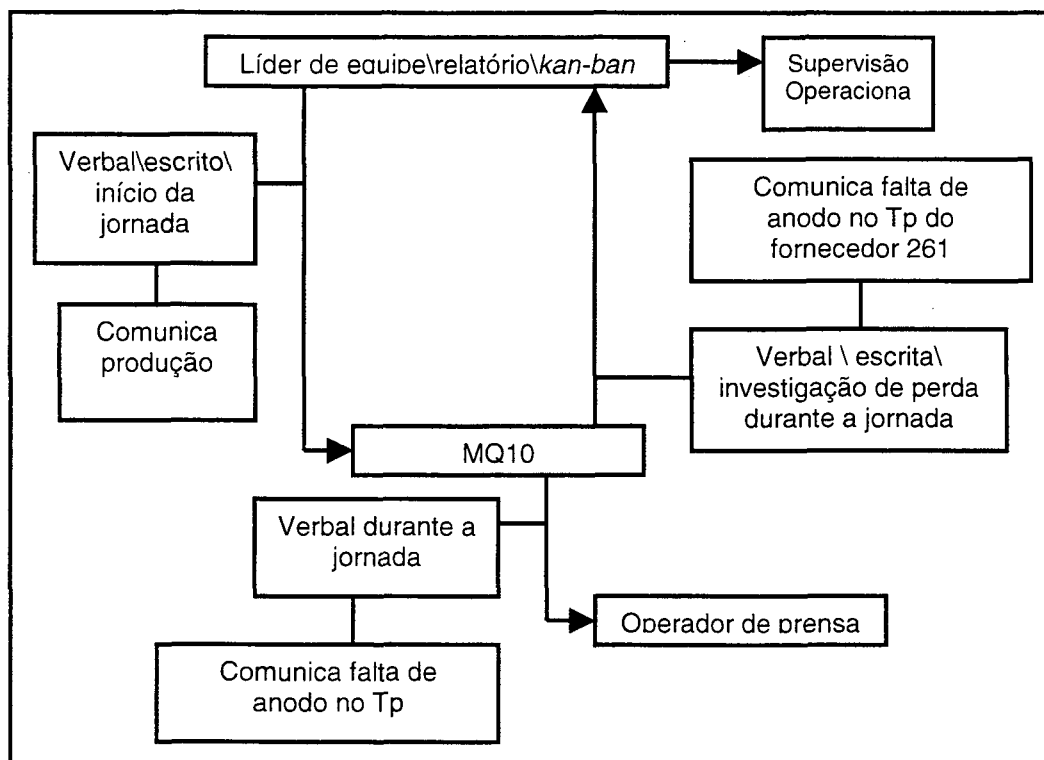 Líder de equipe\relatório\kan-ban
Supervisão
Operaciona
Verbal\escrito\
início da
jornada
Comunica falta de
anodo no Tp do
fornecedor 261
Comunica
produção
Verbal \ escrita\
investigação de perda
durante a jornada
MQ10
Verbal durante a
jornada
Operador de prensa
Comunica falta de
anodo no Tp